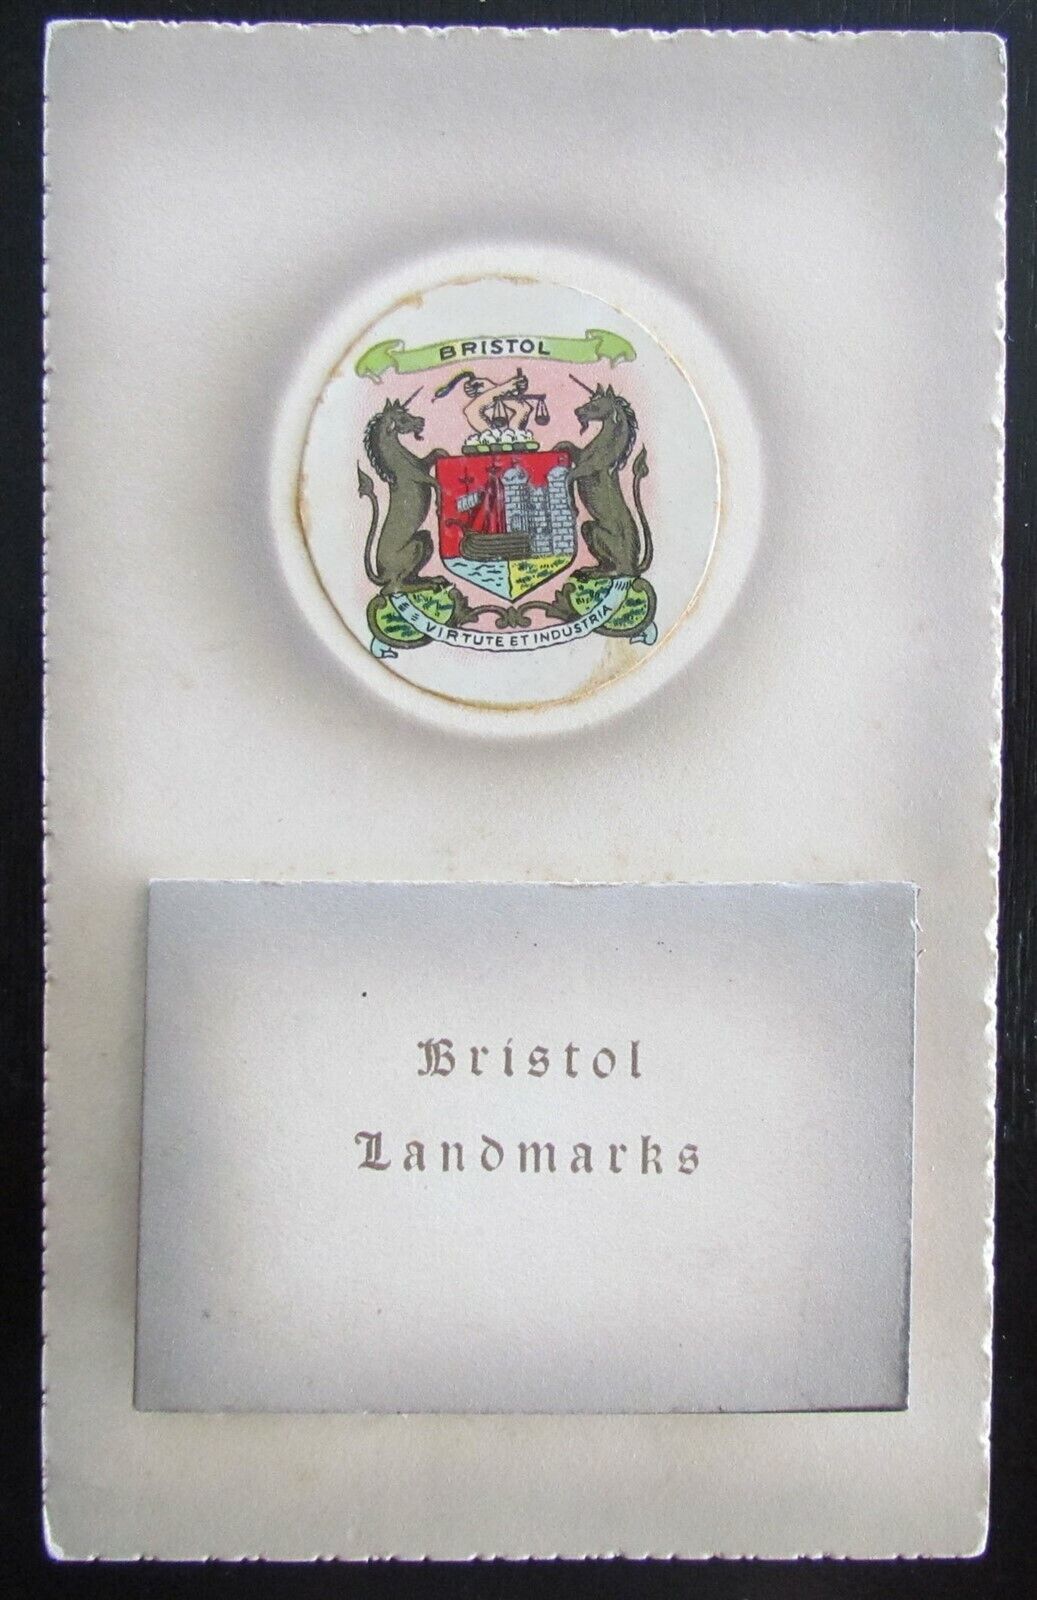 BRISTOL
VIRTUTE ET INDUSTRIA
Bristol
Landmarks